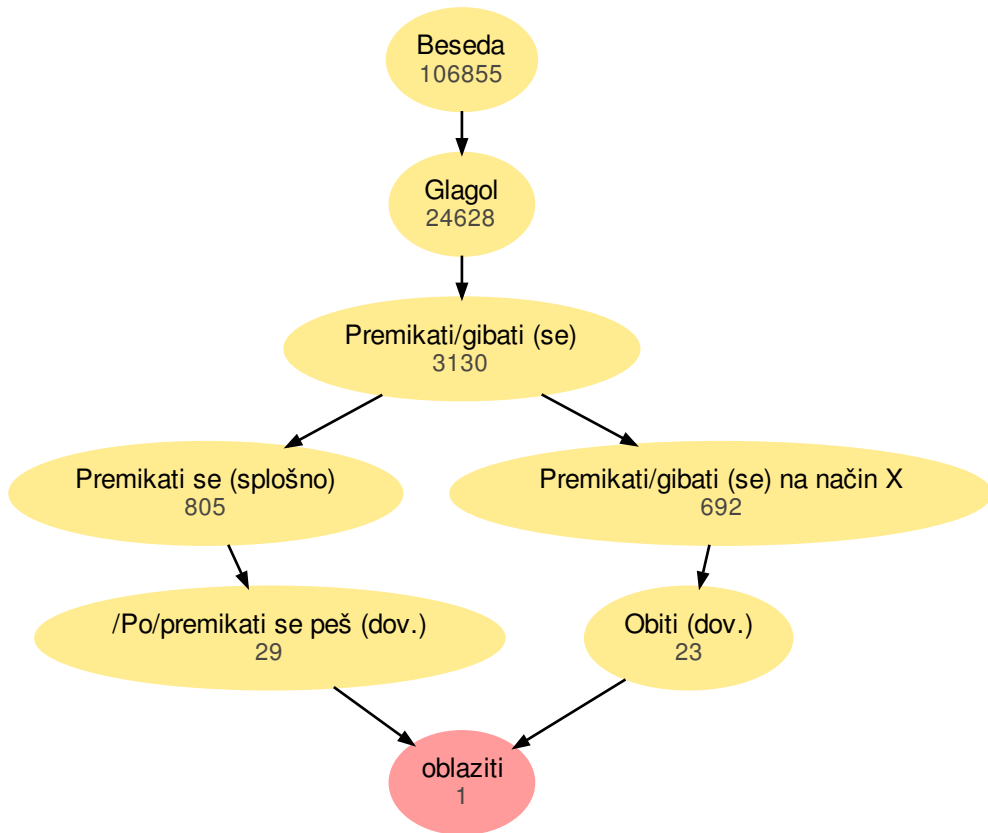 Beseda
106855
Glagol
24628
Premikati/gibati (se)
3130
Premikati se (splošno)
805
Premikati/gibati (se) na način X
692
/Po/premikati se peš (dov.)
29
Obiti (dov.)
23
oblaziti
1